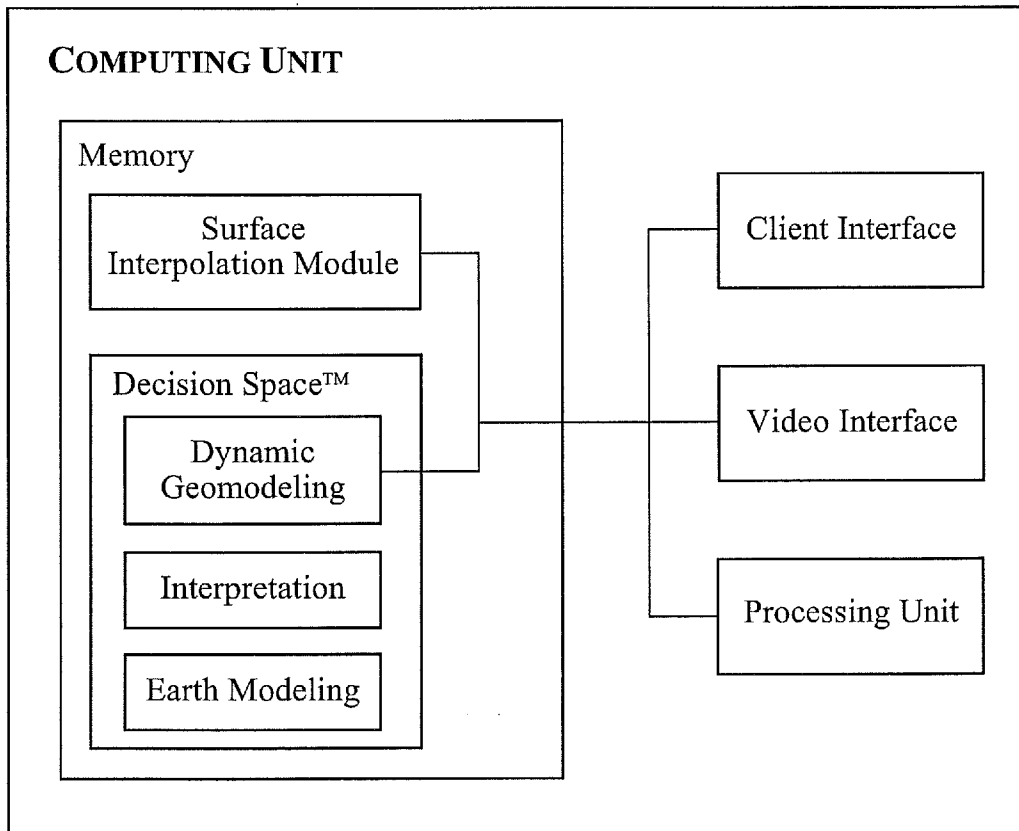 COMPUTING UNIT
Memory
Surface
Interpolation Module
Decision Space™
Dynamic
Geomodeling
Interpretation
Earth Modeling
Client Interface
Video Interface
Processing Unit